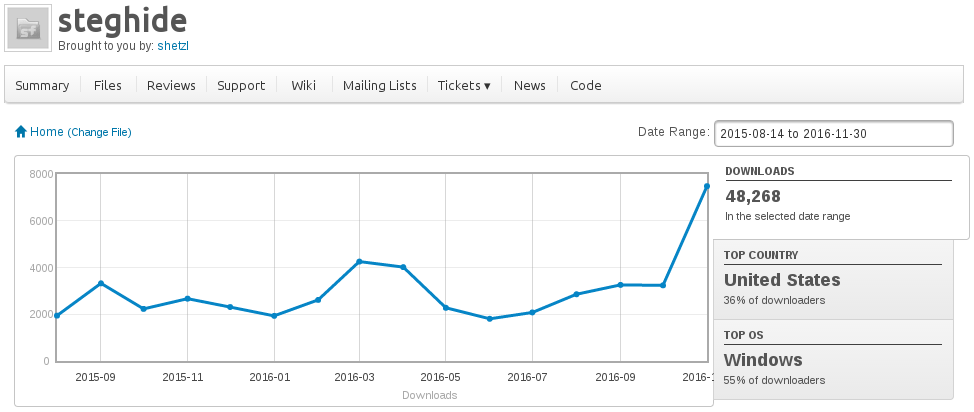 steghide
Brought to you by: shetzl
Summary Files Reviews Support Wiki Mailing Lists Tickets ▾ News Code
Home (Change File)
Date Range: 2015-08-14 to 2016-11-30
8000
6000
4000
2000
0
2015-09 2015-11 2016-01 2016-03 2016-05 2016-07 2016-09 2016-1
Downloads
DOWNLOADS
48,268
In the selected date range
TOP COUNTRY
United States
36% of downloaders
TOP OS
Windows
55% of downloaders